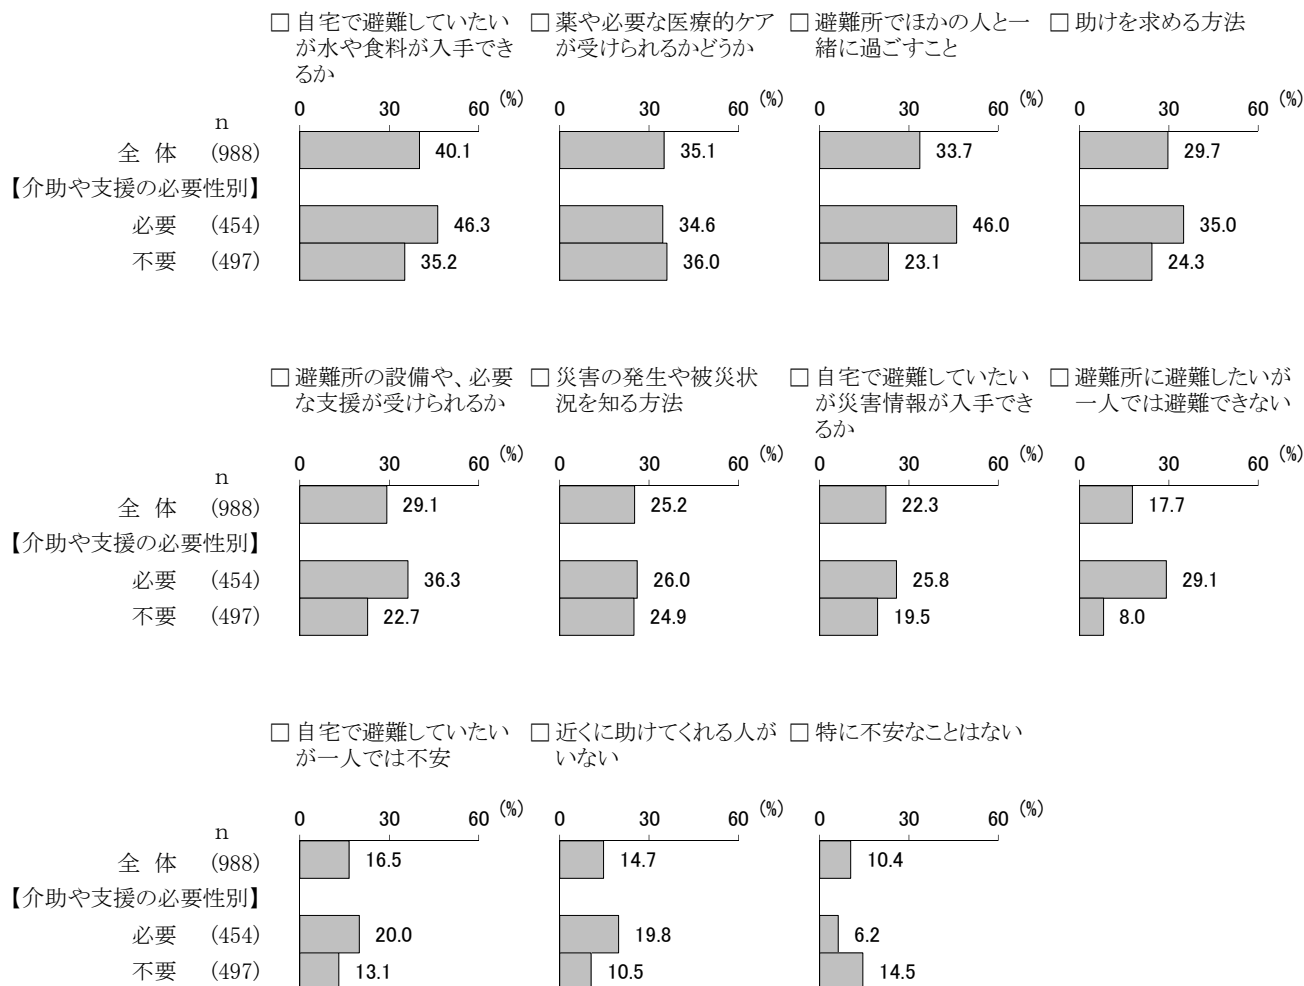 □ 自宅で避難していたい □ 薬や必要な医療的ケア □ 避難所でほかの人と一 □ 助けを求める方法
が水や食料が入手でき が受けられるかどうか 緒に過ごすこと
るか
0 30 60 (%) 0 30 60 (%) 0 30 60 (%) 0 30 60 (%)
n
全 体 (988) 40.1 35.1 33.7 29.7
【介助や支援の必要性別】
必要 (454) 46.3 34.6 46.0 35.0
不要 (497) 35.2 36.0 23.1 24.3
□ 避難所の設備や、必要 □ 災害の発生や被災状 □ 自宅で避難していたい □ 避難所に避難したいが
な支援が受けられるか 況を知る方法 が災害情報が入手でき 一人では避難できない
るか
0 30 60 (%) 0 30 60 (%) 0 30 60 (%) 0 30 60 (%)
n
全 体 (988) 29.1 25.2 22.3 17.7
【介助や支援の必要性別】
必要 (454) 36.3 26.0 25.8 29.1
不要 (497) 22.7 24.9 19.5 8.0
□ 自宅で避難していたい □ 近くに助けてくれる人が □ 特に不安なことはない
が一人では不安 いない
0 30 60 (%) 0 30 60 (%) 0 30 60 (%)
n
全 体 (988) 16.5 14.7 10.4
【介助や支援の必要性別】
必要 (454) 20.0 19.8 6.2
不要 (497) 13.1 10.5 14.5